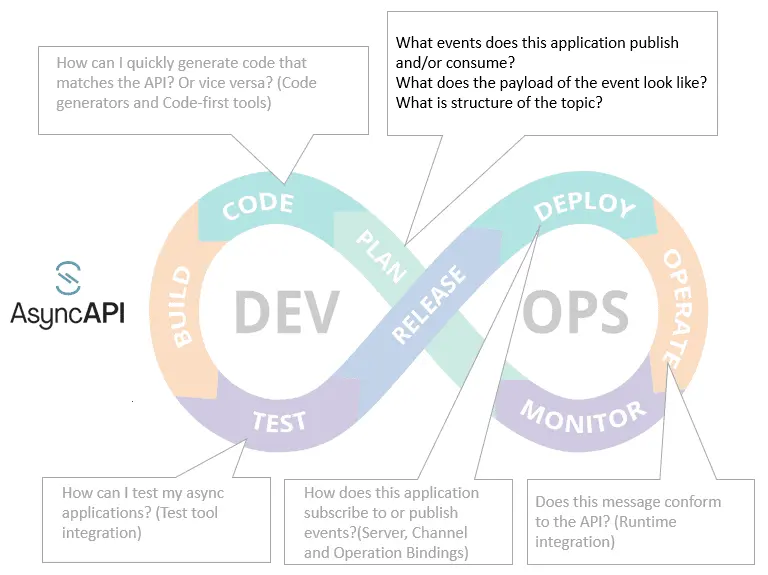 How can I quickly generate code that
matches the API? Or vice versa? (Code
generators and Code-first tools)
What events does this application publish
and/or consume?
What does the payload of the event look like?
What is structure of the topic?
CODE
DEPLOY
PLAN
BUILD
DEV
RELEASE
OPS
OPERATE
AsyncAPI
TEST
MONITOR
How can I test my async
applications? (Test tool
integration)
How does this application
subscribe to or publish
events?(Server, Channel
and Operation Bindings)
Does this message conform
to the API? (Runtime
integration)